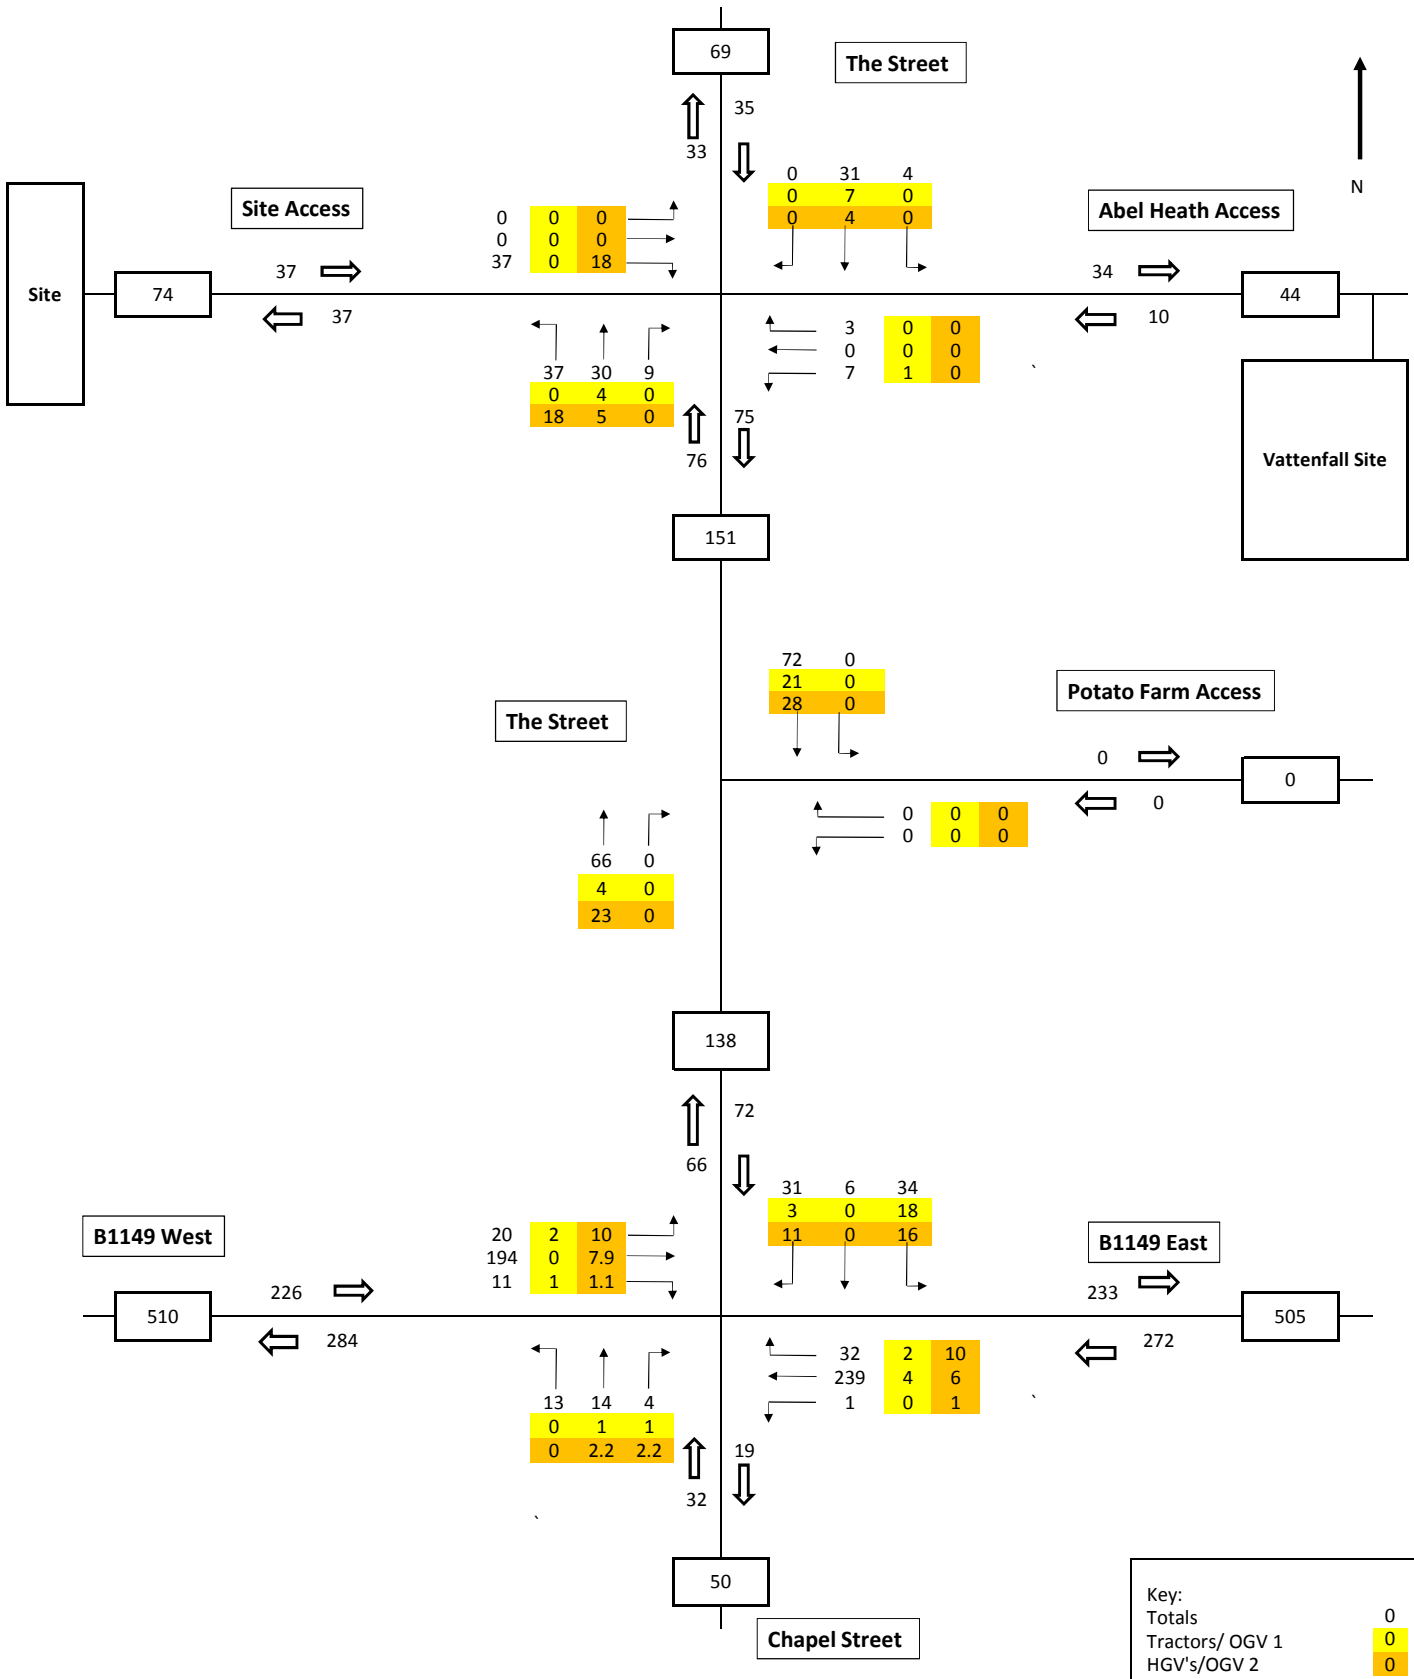 69
The Street
35
33
N
0 31 4
0 7 0
0 4 0
Site Access
Abel Heath Access
0 0 0
0 0 0
37 0 18
37
34
Site
74
44
37
10
3 0 0
0 0 0
7 1 0
`
37 30 9
0 4 0
18 5 0
75
76
Vattenfall Site
151
72 0
21 0
28 0
Potato Farm Access
The Street
0
0
0
0 0 0
0 0 0
66 0
4 0
23 0
138
72
66
31 6 34
3 0 18
11 0 16
B1149 West
20 2 10
194 0 7.9
11 1 1.1
B1149 East
226
233
510
505
284
272
32 2 10
239 4 6
1 0 1
`
13 14 4
0 1 1
0 2.2 2.2
19
32
`
50
Chapel Street
Key:
Totals 0
Tractors/ OGV 1 0
HGV's/OGV 2 0